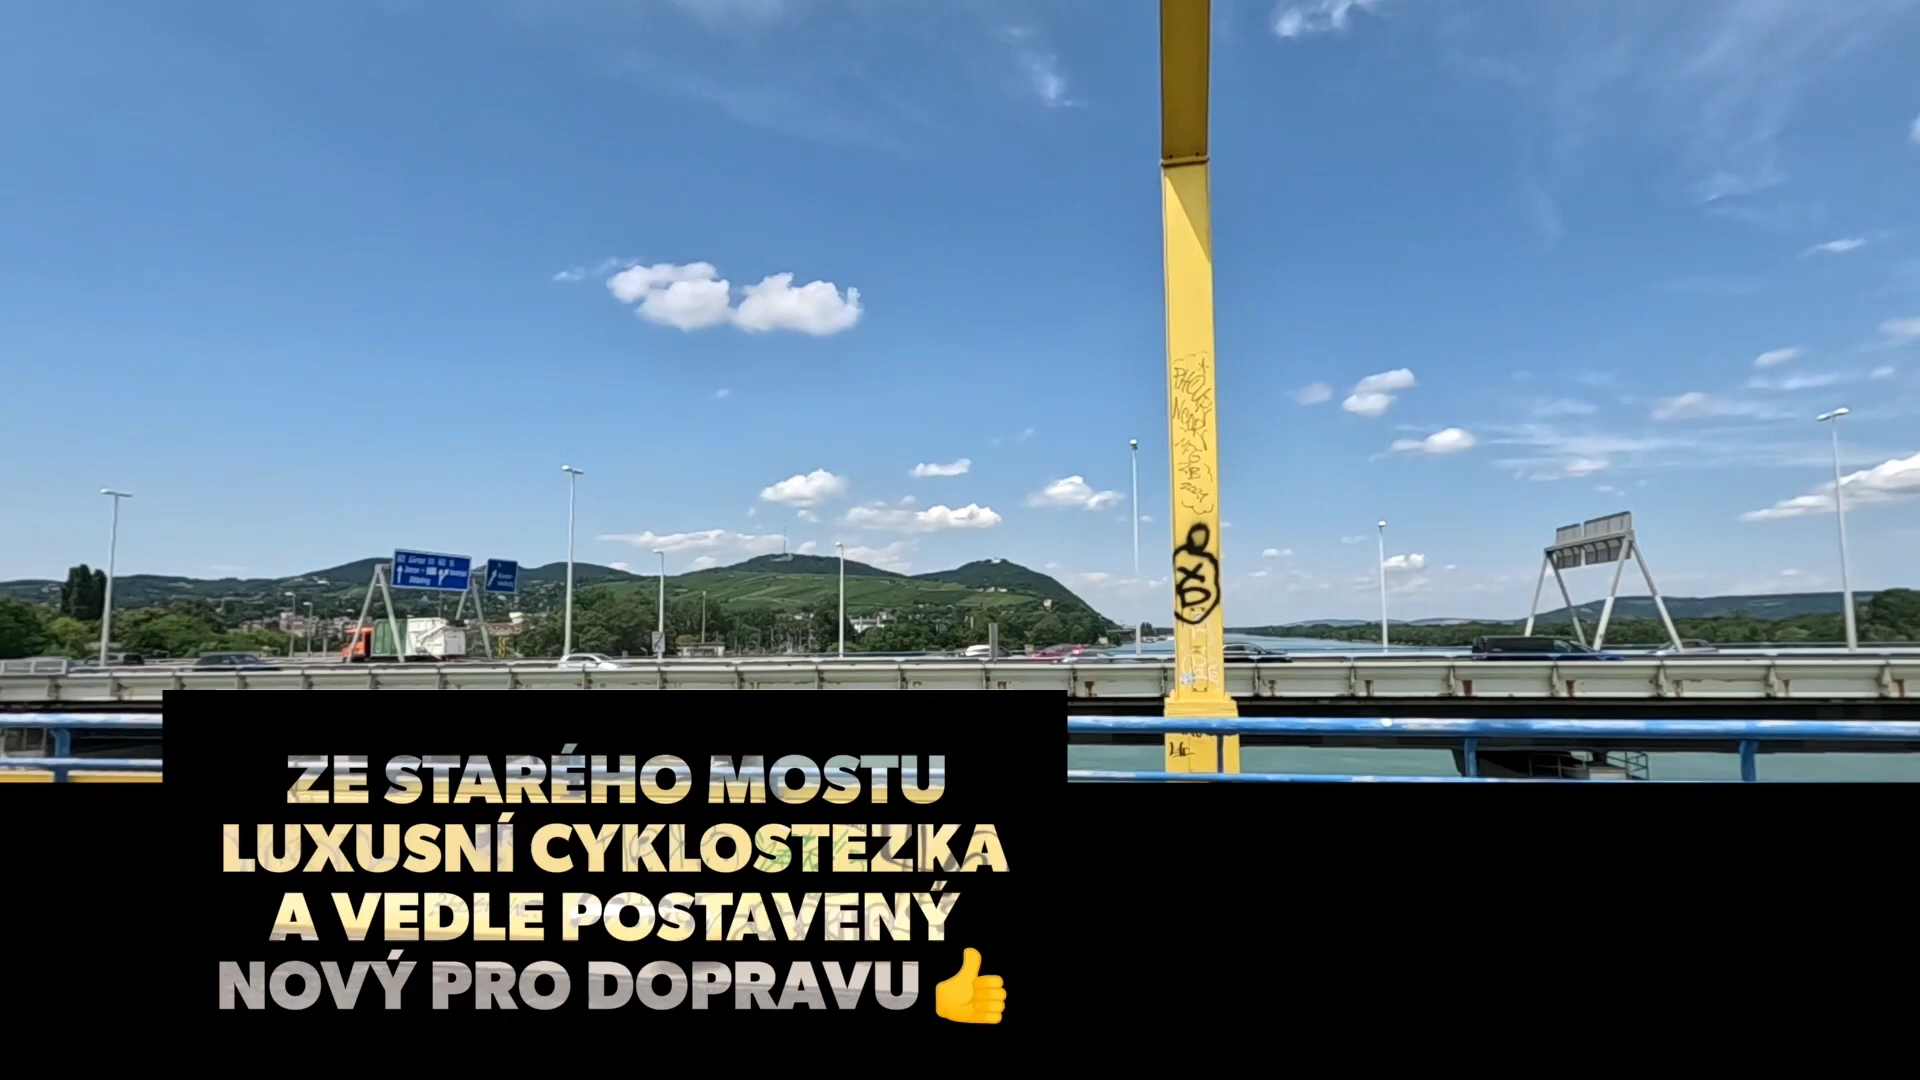 ZE STARÉHO MOSTU
LUXUSNÍ CYKLOSTEZKA
A VEDLE POSTAVENÝ
NOVÝ PRO DOPRAVU 👍